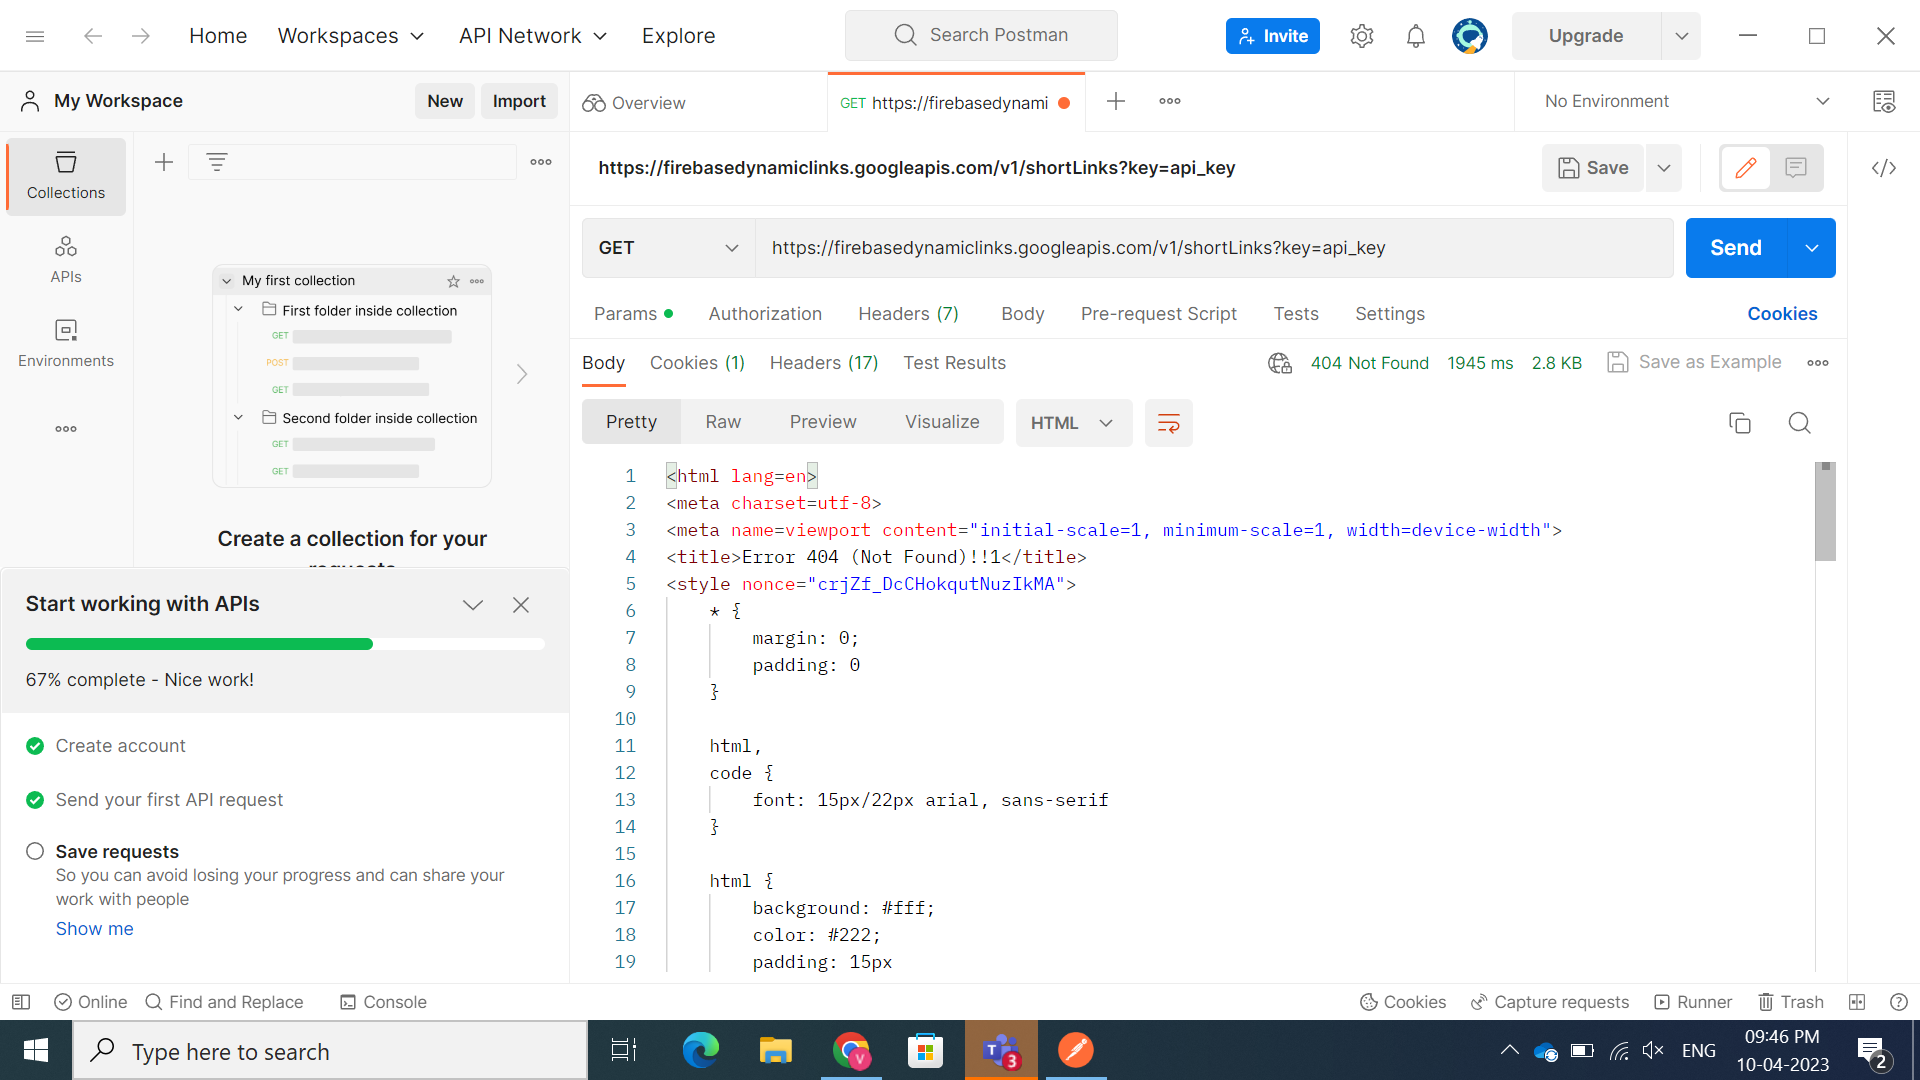 Home
Workspaces
API Network
Explore
Search Postman
Invite
Upgrade
My Workspace
New
Import
Overview
GET https://firebasedynami
No Environment
Collections
APIs
Environments
https://firebasedynamiclinks.googleapis.com/v1/shortLinks?key=api_key
Save
GET
https://firebasedynamiclinks.googleapis.com/v1/shortLinks?key=api_key
Send
Params
Authorization
Headers (7)
Body
Pre-request Script
Tests
Settings
Cookies
Body
Cookies (1)
Headers (17)
Test Results
404 Not Found
1945 ms
2.8 KB
Save as Example
Pretty
Raw
Preview
Visualize
HTML
My first collection
First folder inside collection
GET
POST
GET
Second folder inside collection
GET
GET
Create a collection for your
1 <html lang=en>
2 <meta charset=utf-8>
3 <meta name=viewport content="initial-scale=1, minimum-scale=1, width=device-width">
4 <title>Error 404 (Not Found)!!1</title>
5 <style nonce="crjZf_DcCHokqutNuzIkMA">
6 * {
7 margin: 0;
8 padding: 0
9 }
10
11 html,
12 code {
13 font: 15px/22px arial, sans-serif
14 }
15
16 html {
17 background: #fff;
18 color: #222;
19 padding: 15px
Start working with APIs
67% complete - Nice work!
Create account
Send your first API request
Save requests
So you can avoid losing your progress and can share your
work with people
Show me
Online
Find and Replace
Console
Cookies
Capture requests
Runner
Trash
Type here to search
V
T
3
ENG
09:46 PM
10-04-2023
2